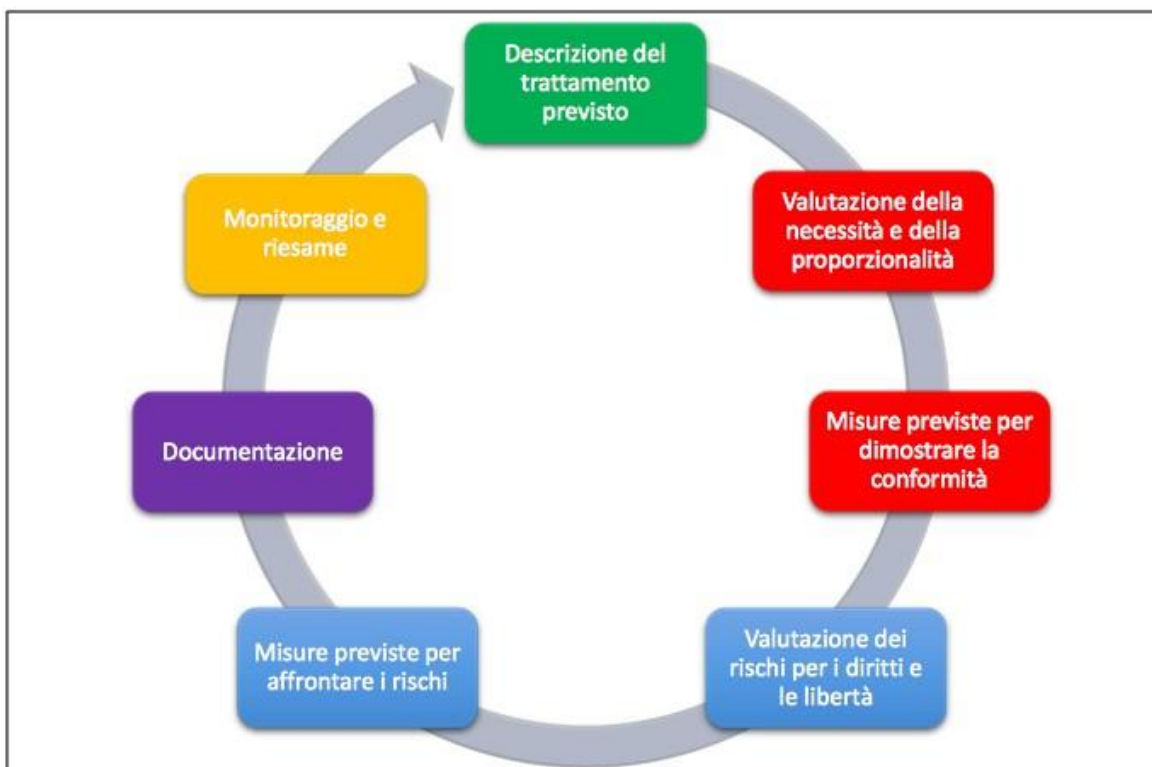 Descrizione del
trattamento
previsto
Valutazione della
necessità e della
proporzionalità
Misure previste per
dimostrare la
conformità
Valutazione dei
rischi per i diritti e
le libertà
Misure previste per
affrontare i rischi
Documentazione
Monitoraggio e
riesame